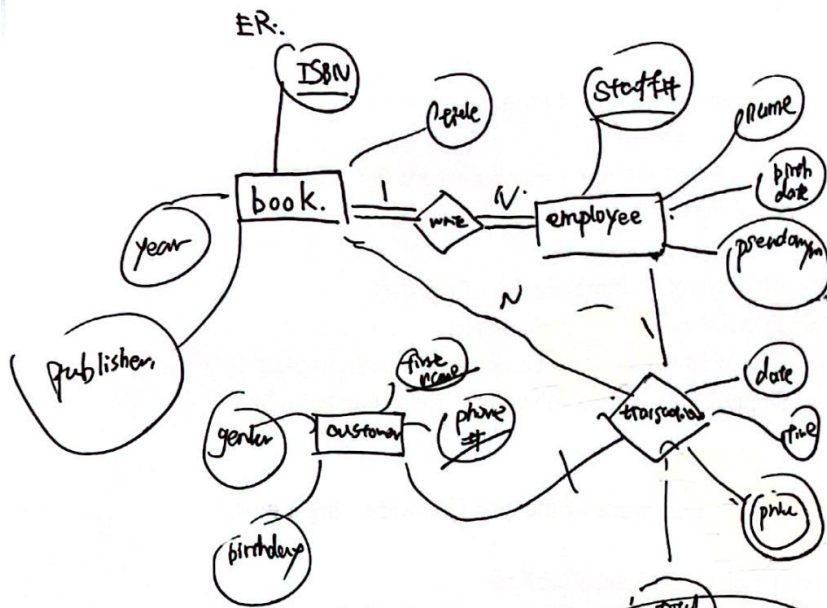 ER:
ISBN
Staff#
title
name
book.
1
write
N
employee
birth
date
year
pseudonym
publisher
N
1
first
name
date
gender
customer
phone
#
transaction
time
1
birthday